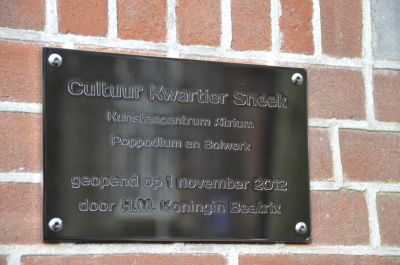 Cultuur Kwartier Sneek
Kunstencentrum Atrium
Poppodium en Bolwerk
geopend op 1 november 2012
door H.M. Koningin Beatrix